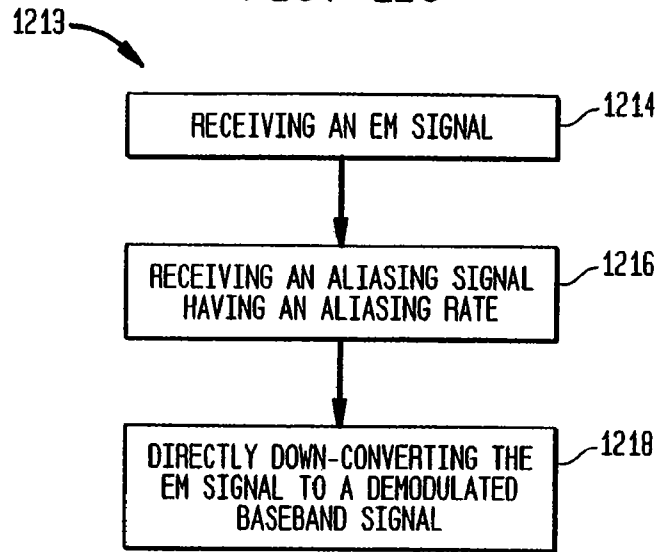 1213
RECEIVING AN EM SIGNAL
1214
RECEIVING AN ALIASING SIGNAL
HAVING AN ALIASING RATE
1216
DIRECTLY DOWN-CONVERTING THE
EM SIGNAL TO A DEMODULATED
BASEBAND SIGNAL
1218